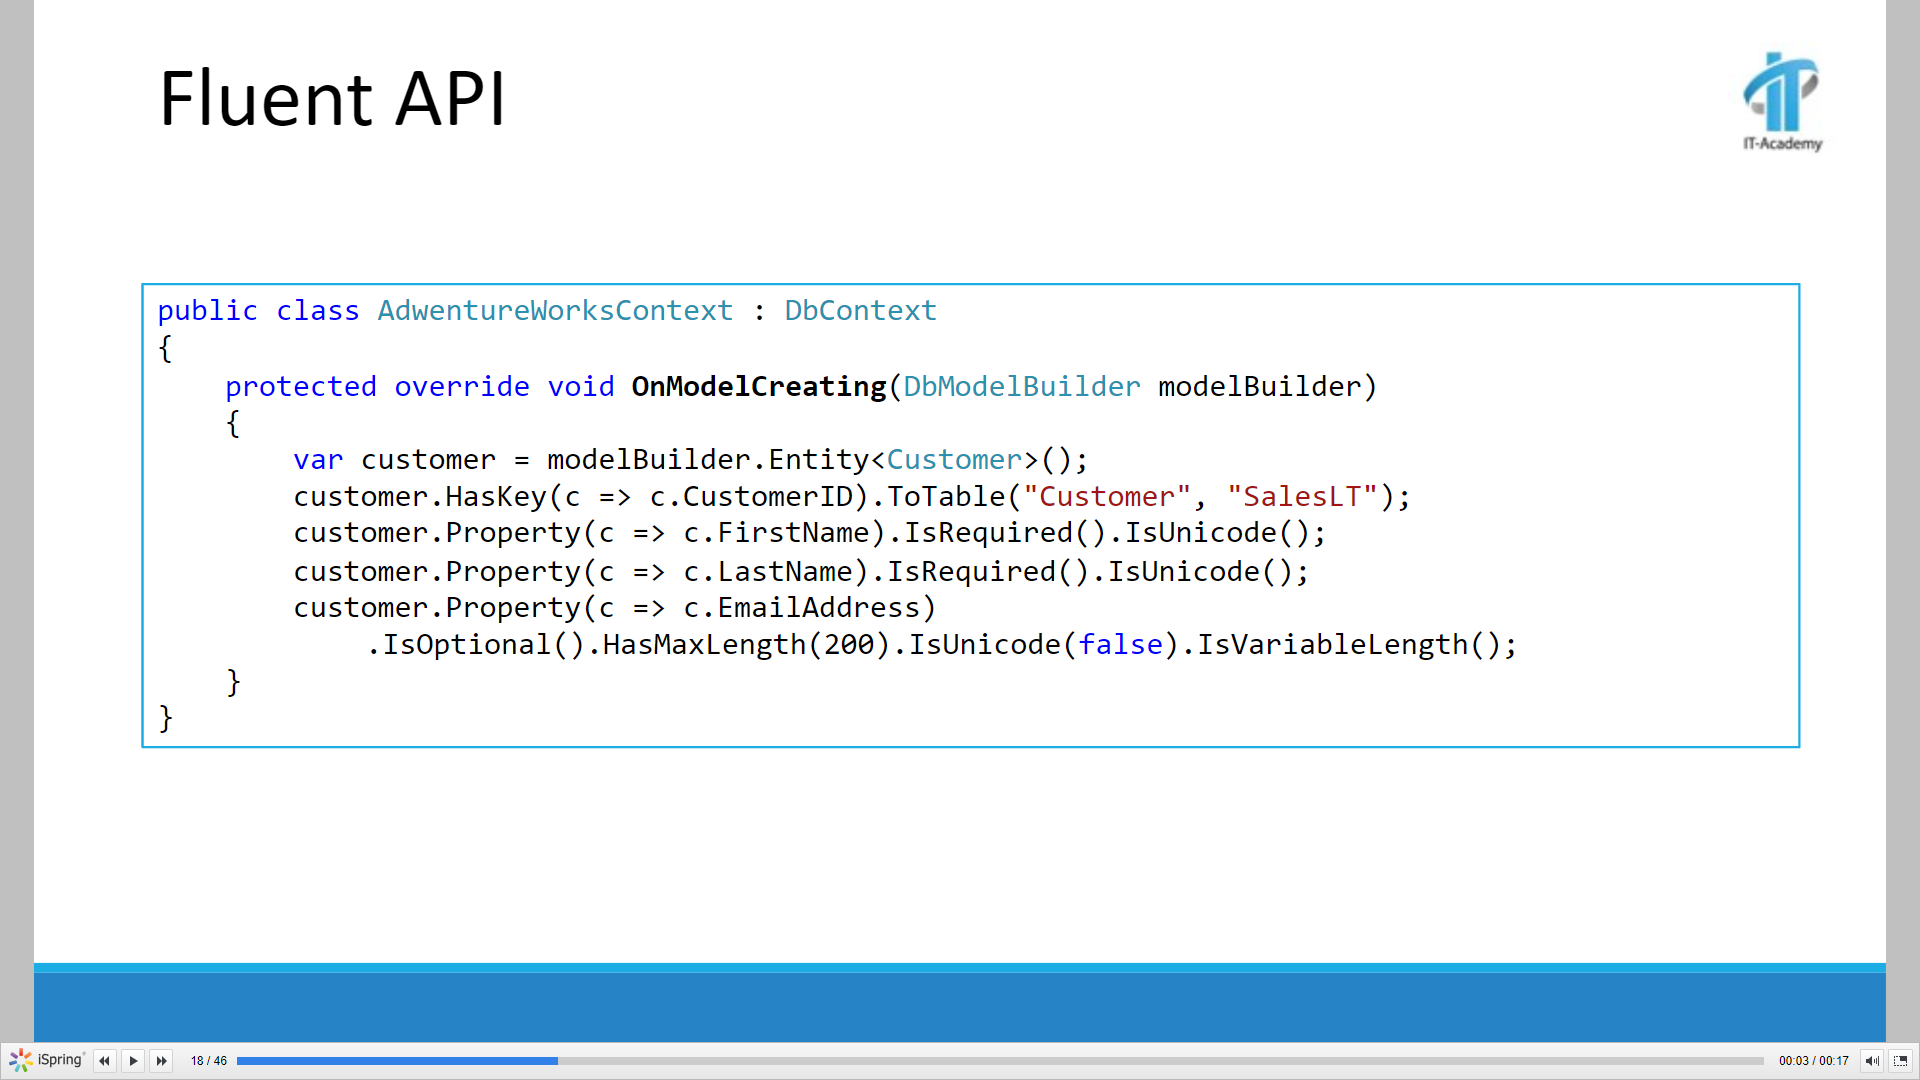 Fluent API
IT-Academy
public class AdwentureWorksContext : DbContext
{
    protected override void OnModelCreating(DbModelBuilder modelBuilder)
    {
        var customer = modelBuilder.Entity<Customer>();
        customer.HasKey(c => c.CustomerID).ToTable("Customer", "SalesLT");
        customer.Property(c => c.FirstName).IsRequired().IsUnicode();
        customer.Property(c => c.LastName).IsRequired().IsUnicode();
        customer.Property(c => c.EmailAddress)
            .IsOptional().HasMaxLength(200).IsUnicode(false).IsVariableLength();
    }
}
iSpring 18 / 46 00:03 / 00:17